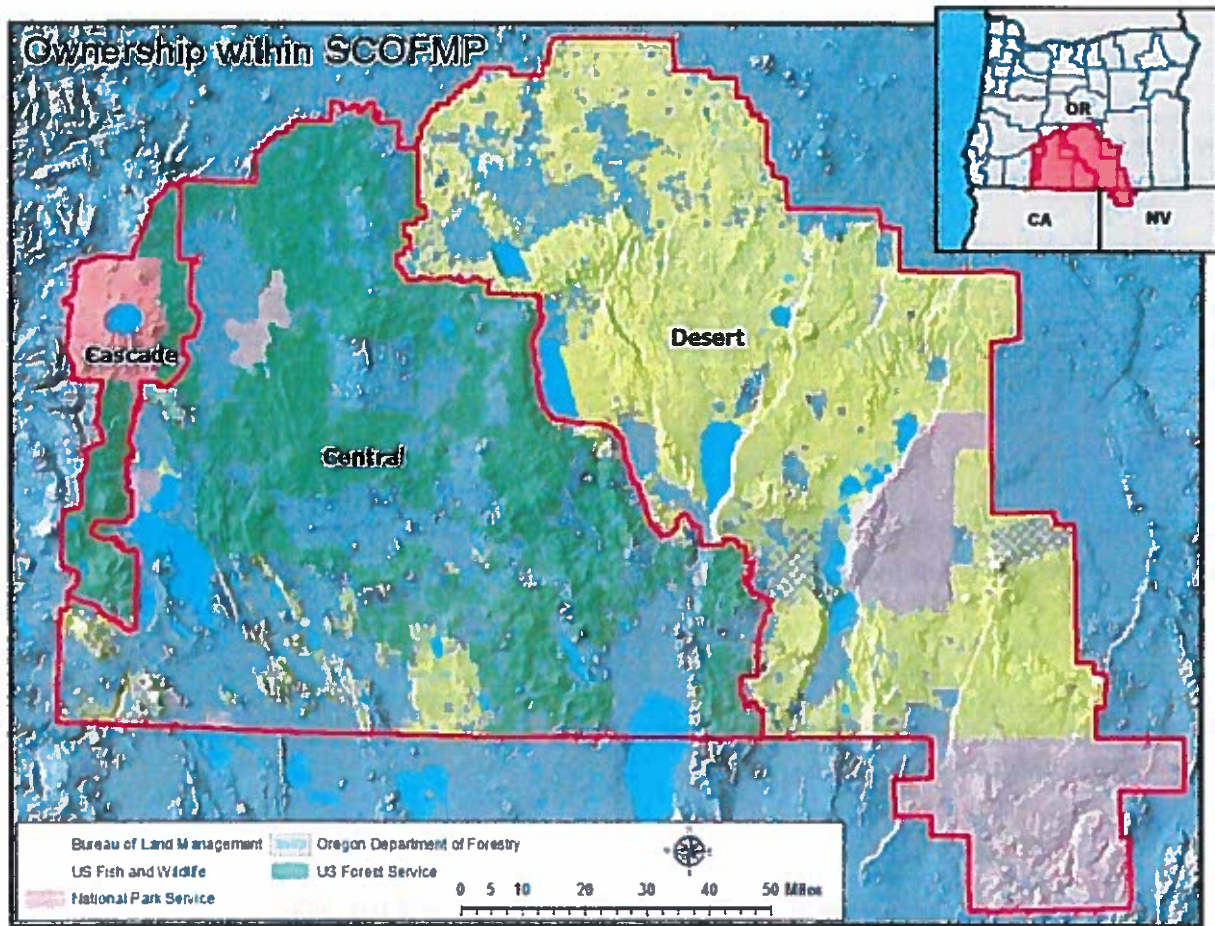 Ownership within SCOFMP
OR
CA
NV
Cascade
Desert
Central
Bureau of Land Management
Oregon Department of Forestry
US Fish and Wildlife
US Forest Service
National Park Service
0 5 10 20 30 40 50 Miles